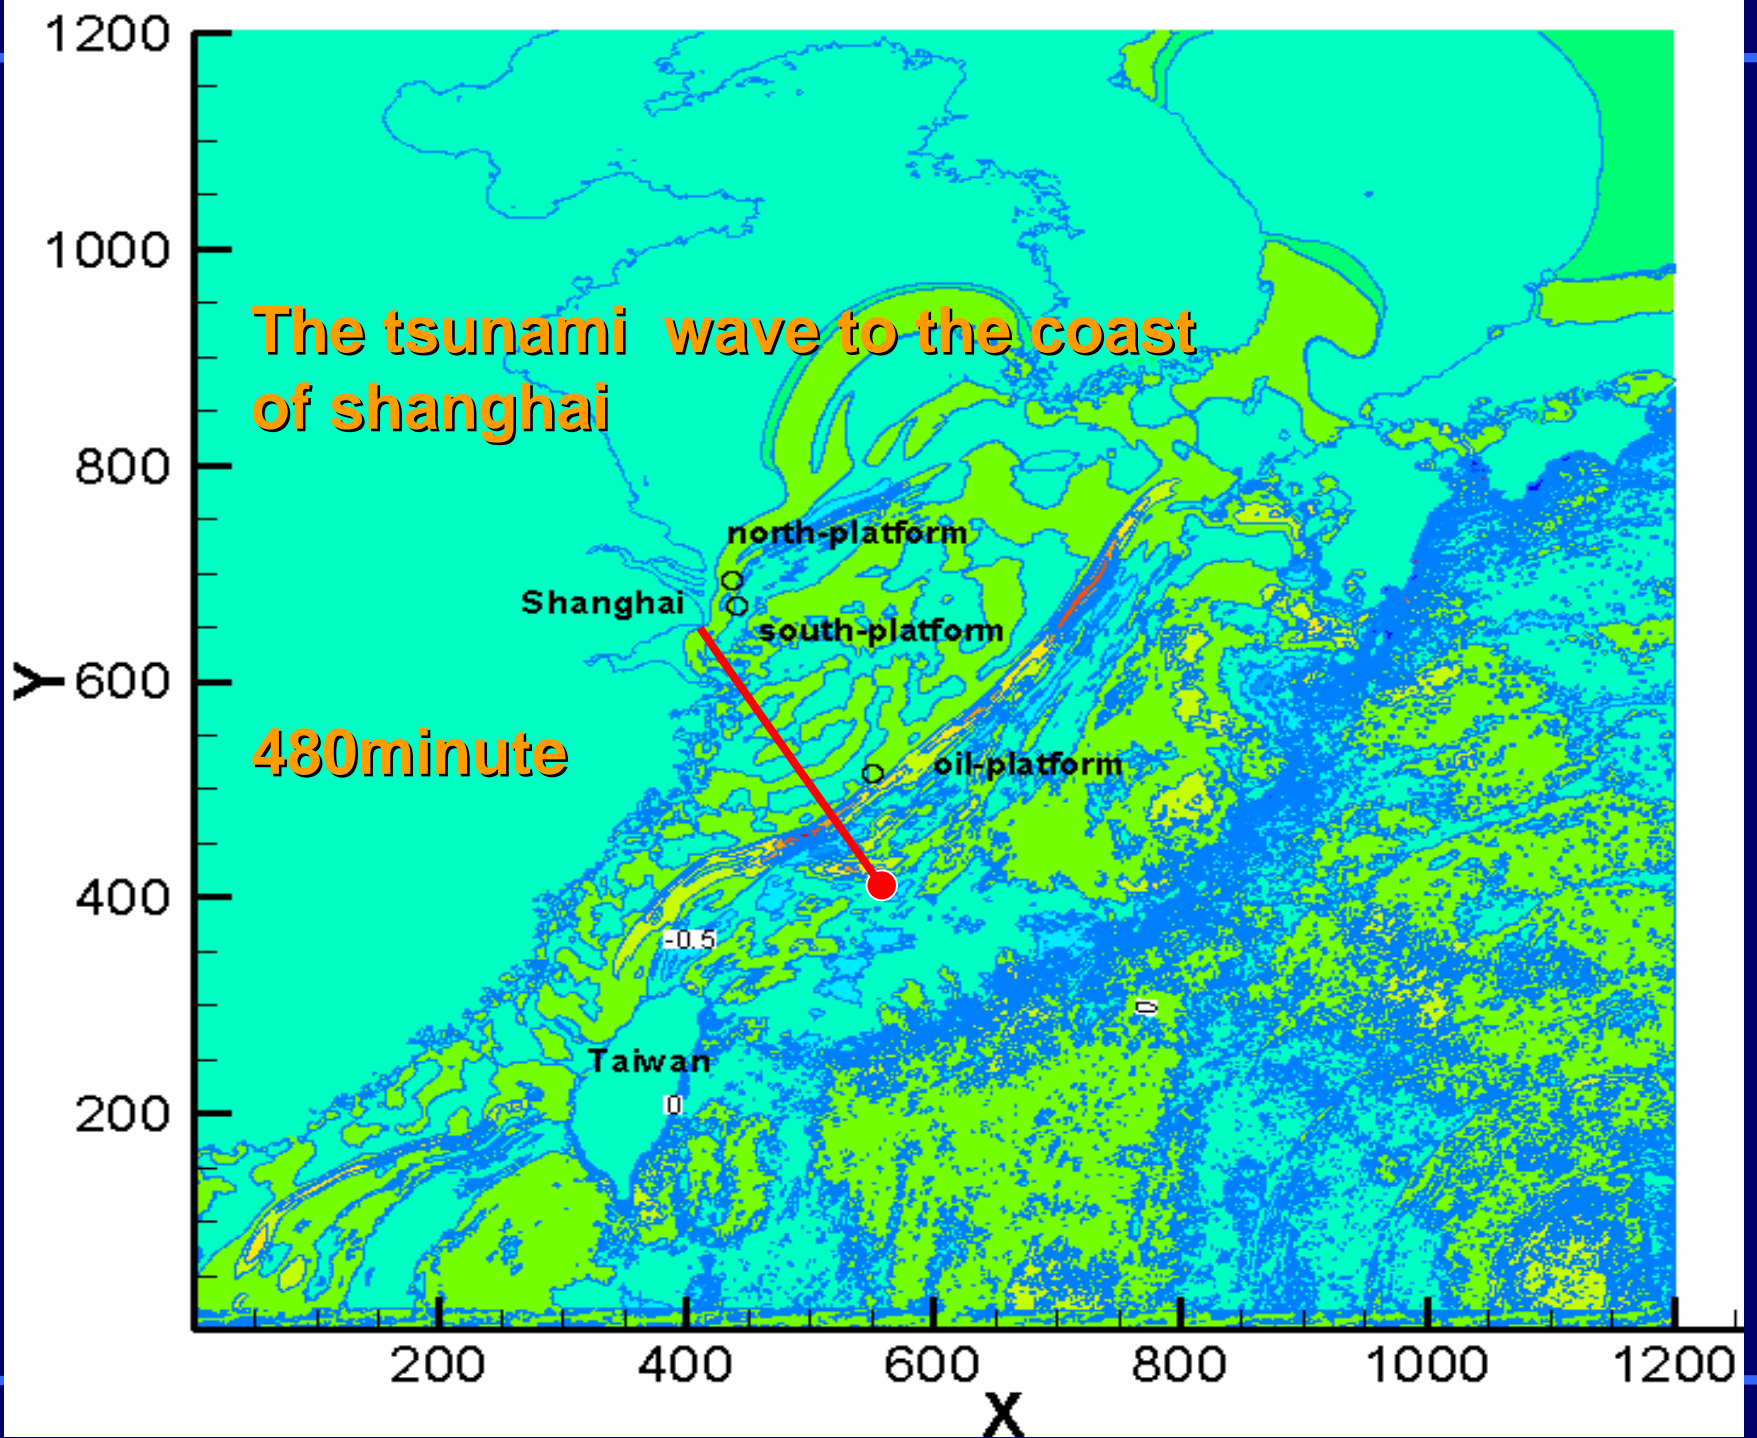 1200
1000
The tsunami  wave to the coast
of shanghai
800
north-platform
Shanghai
south-platform
Y
600
480minute
oil-platform
400
-0.5
0
Taiwan
0
200
200 400 600 800 1000 1200
X